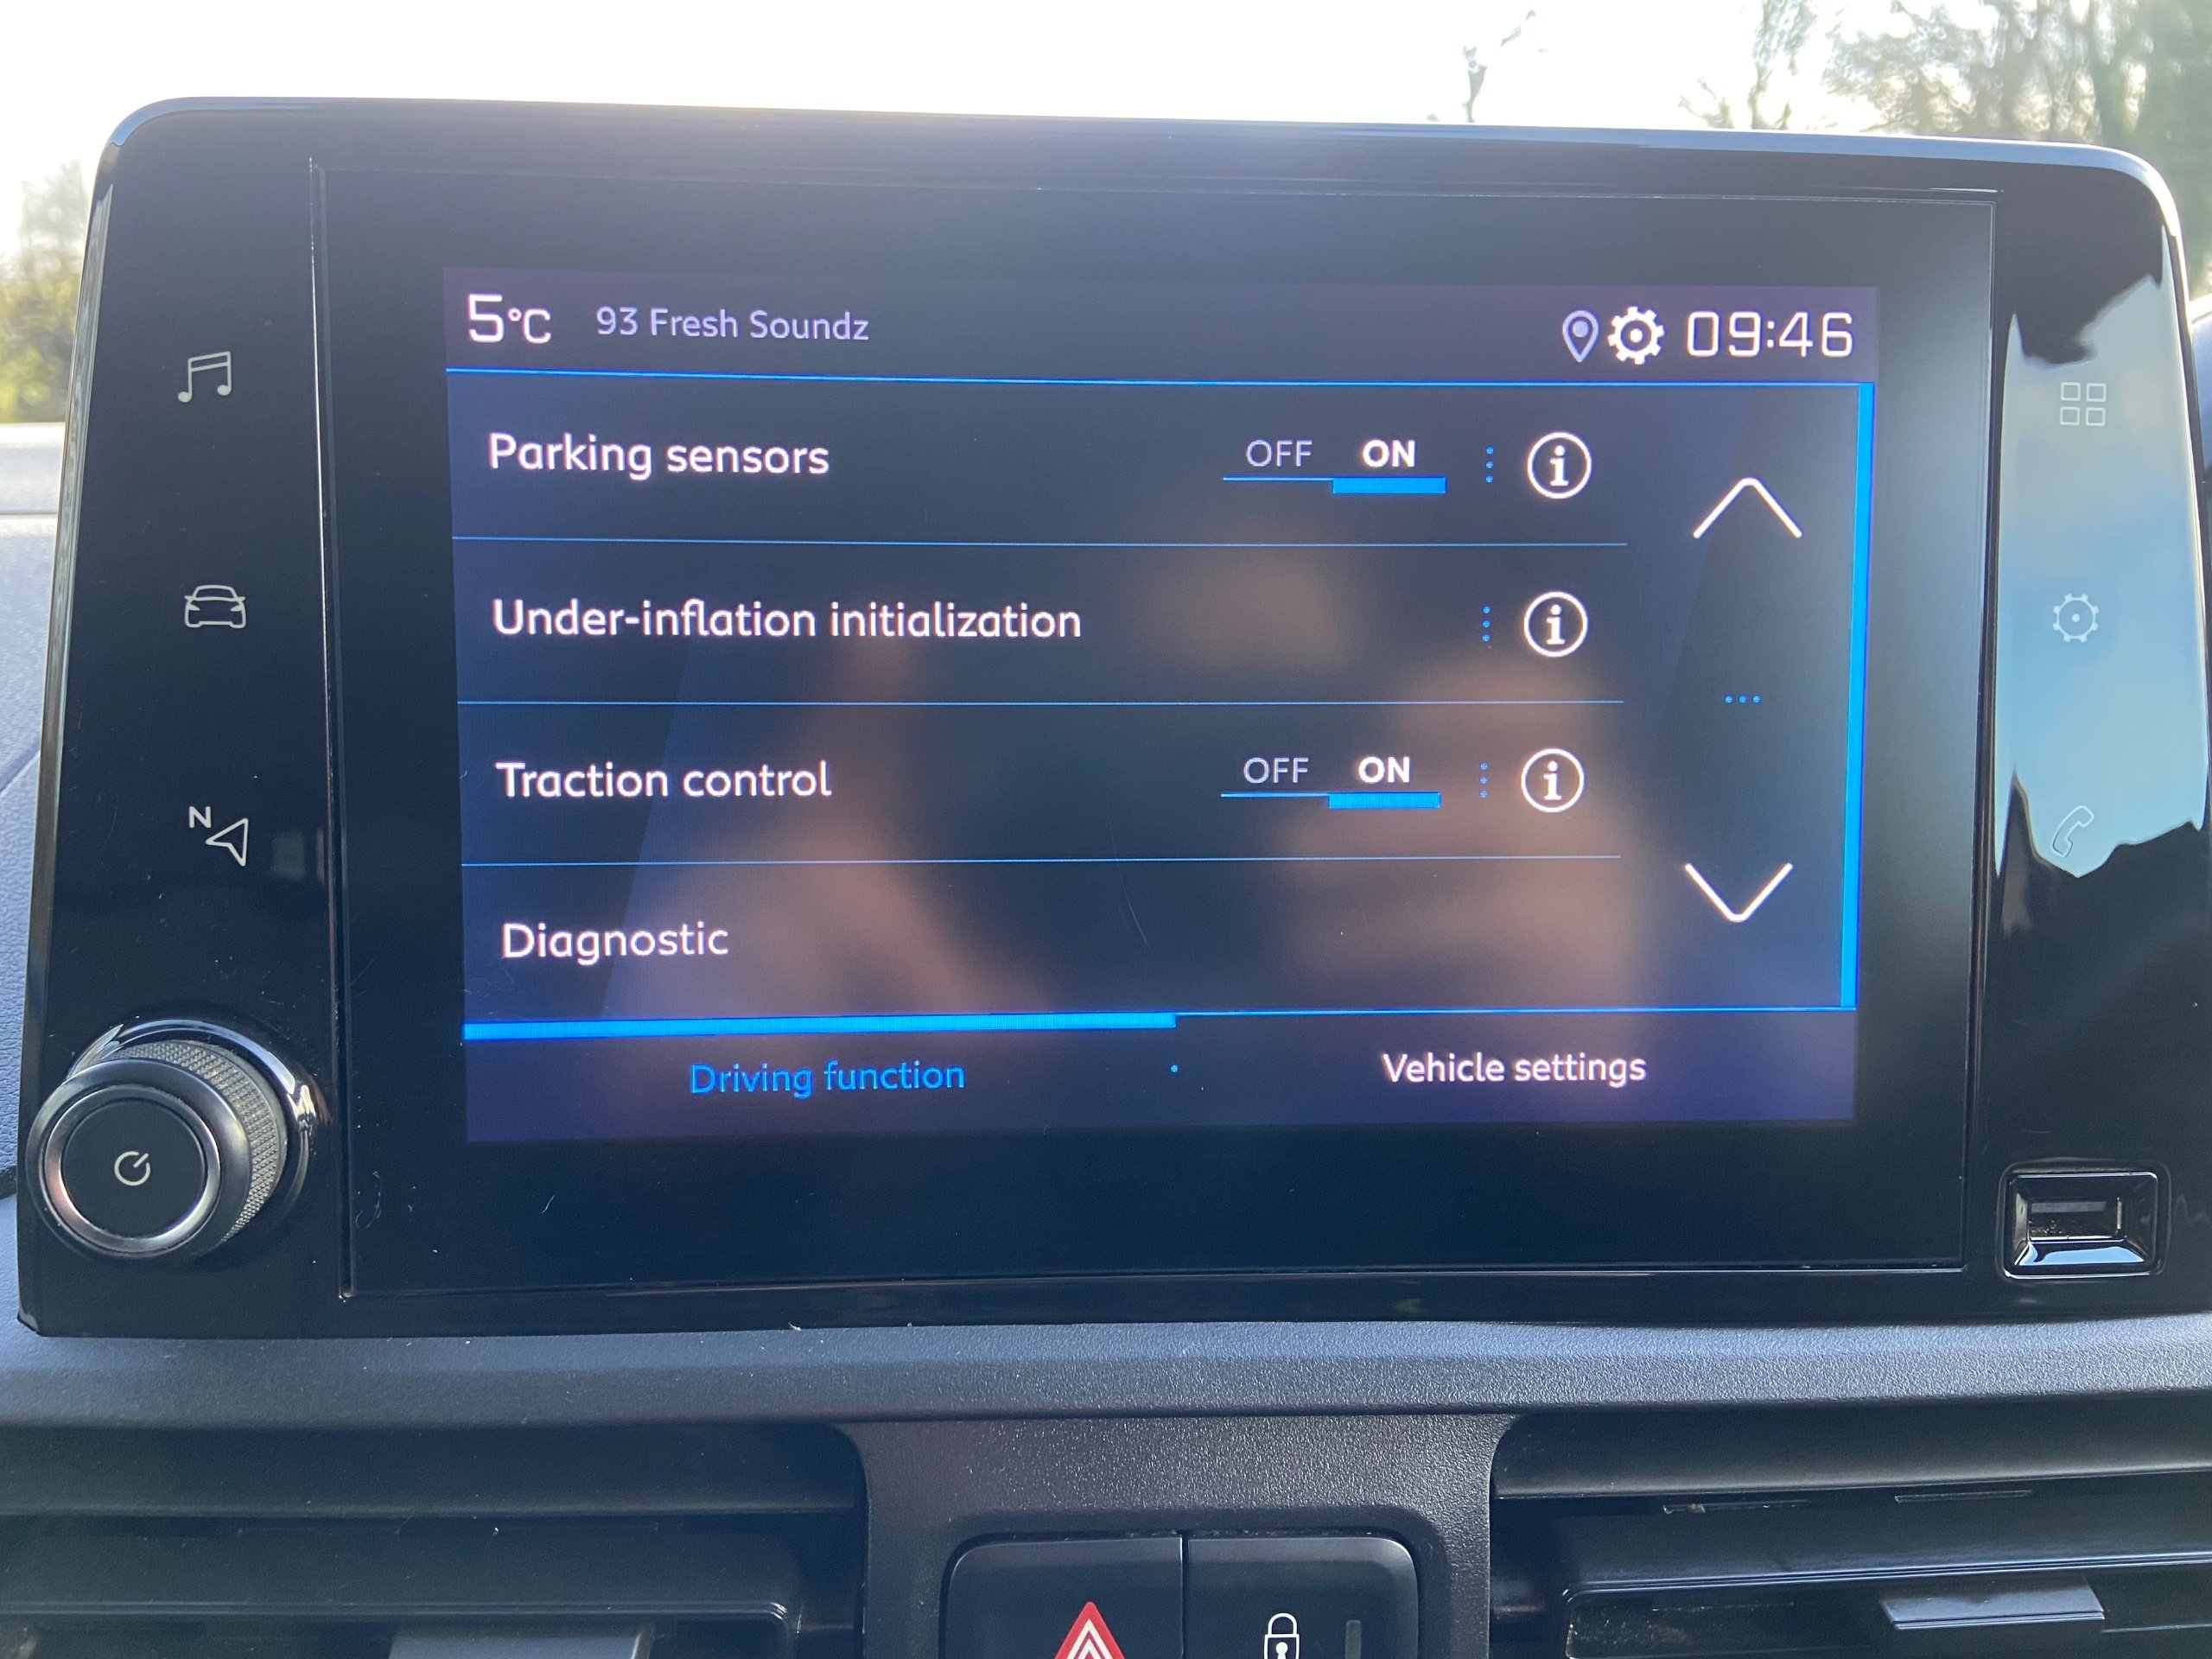 5°C 93 Fresh Soundz 09:46
Parking sensors OFF ON i
Under-inflation initialization i
Traction control OFF ON i
Diagnostic
Driving function Vehicle settings
N